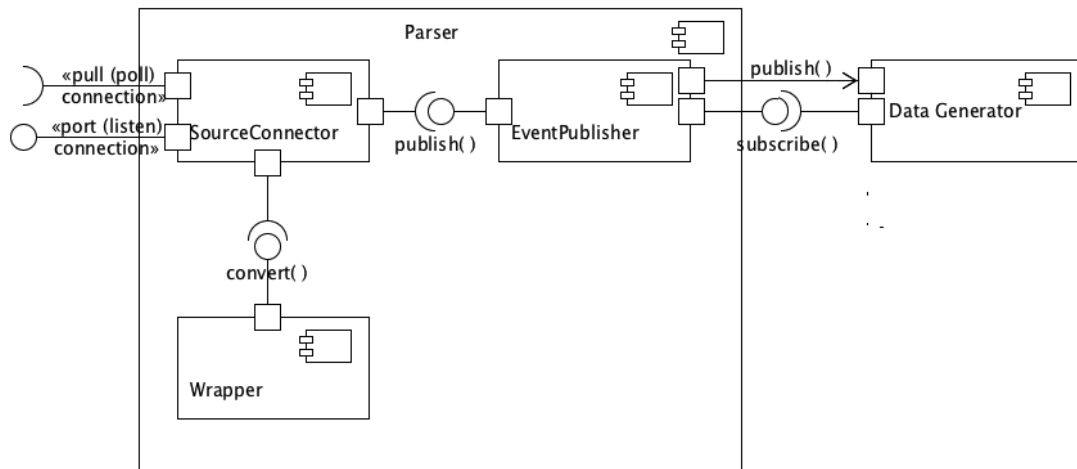 Parser
«pull (poll)
connection»
publish( )
«port (listen)
connection»
SourceConnector
publish( )
EventPublisher
subscribe( )
Data Generator
convert( )
Wrapper